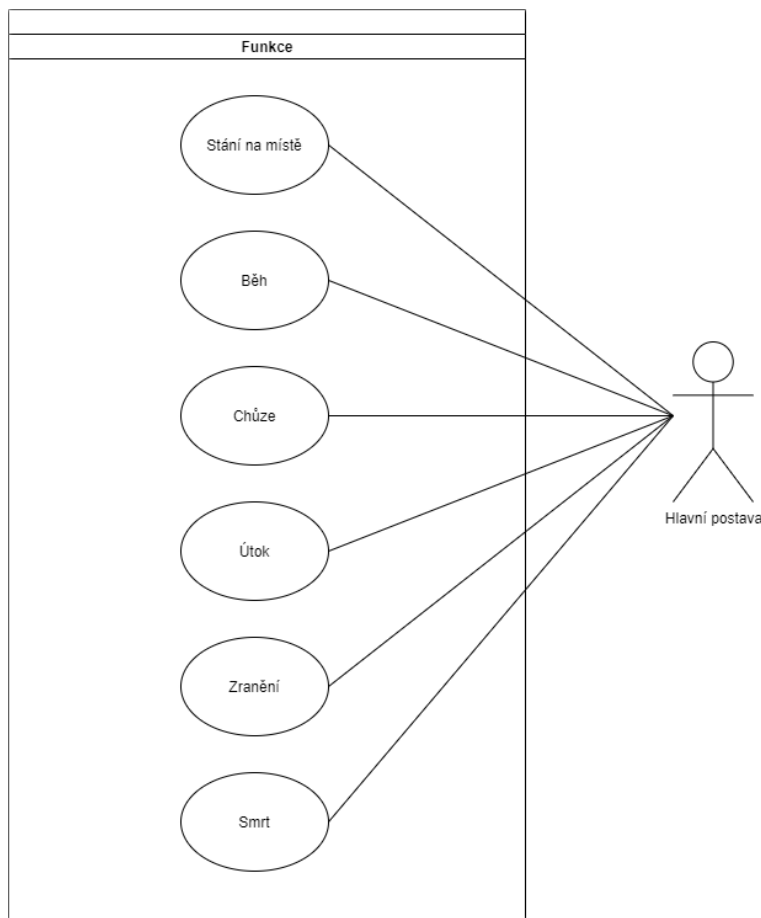 Funkce
Stání na místě
Běh
Chůze
Útok
Zranění
Smrt
Hlavní postava